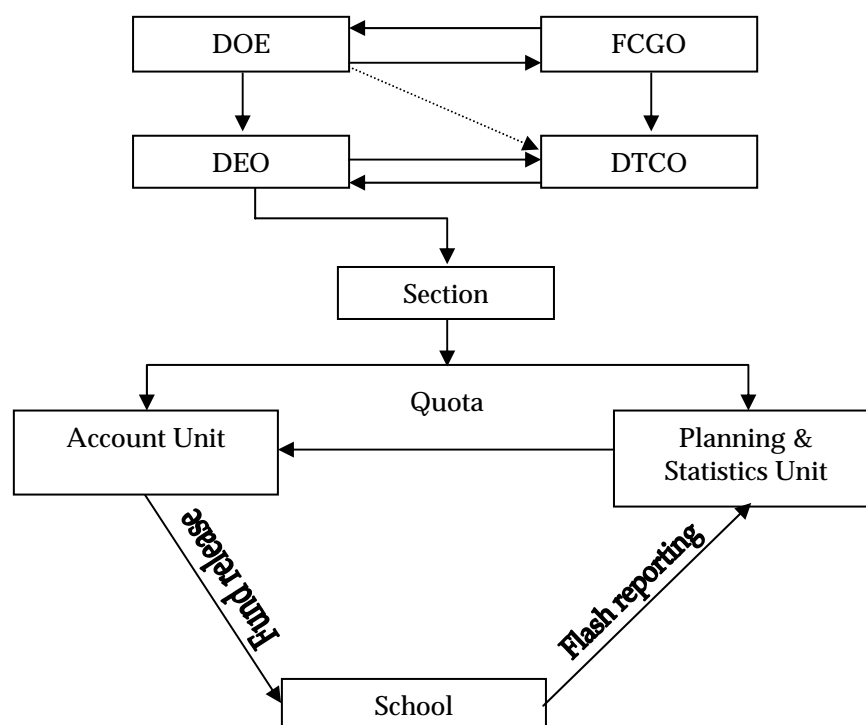 DOE
FCGO
DEO
DTCO
Section
Quota
Account Unit
Planning &
Statistics Unit
Fund release
Flash reporting
School